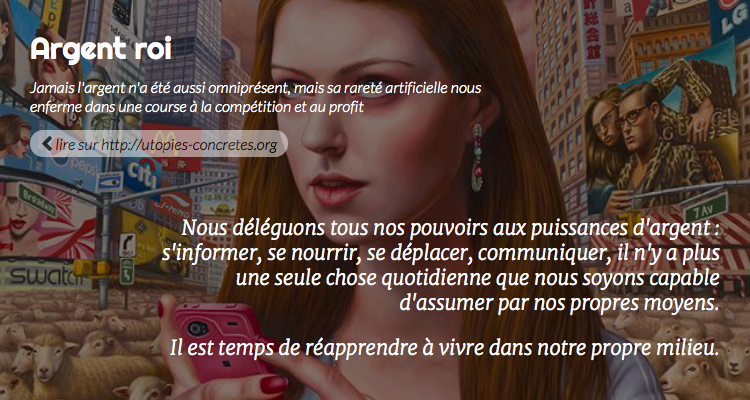 Argent roi
Jamais l'argent n'a été aussi omniprésent, mais sa rareté artificielle nous
enferme dans une course à la compétition et au profit
lire sur http://utopies-concretes.org
pepsi
citi
GUCCI
Broadway
7 AV
swatch
Nous déléguons tous nos pouvoirs aux puissances d'argent :
s'informer, se nourrir, se déplacer, communiquer, il n'y a plus
une seule chose quotidienne que nous soyons capable
d'assumer par nos propres moyens.
Il est temps de réapprendre à vivre dans notre propre milieu.